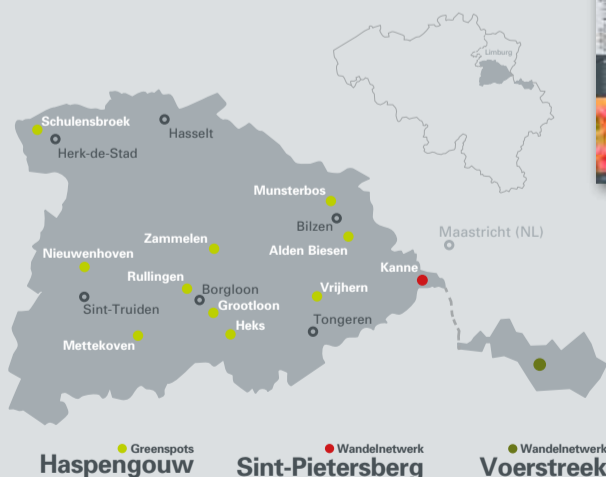 Limburg
Schulensbroek
Hasselt
Herk-de-Stad
Munsterbos
Bilzen
Maastricht (NL)
Zammelen
Alden Biesen
Nieuwenhoven
Kanne
Rullingen
Borgloon
Vrijhern
Sint-Truiden
Grootloon
Tongeren
Heks
Mettekoven
Greenspots
Haspengouw
Wandelnetwerk
Sint-Pietersberg
Wandelnetwerk
Voerstreek